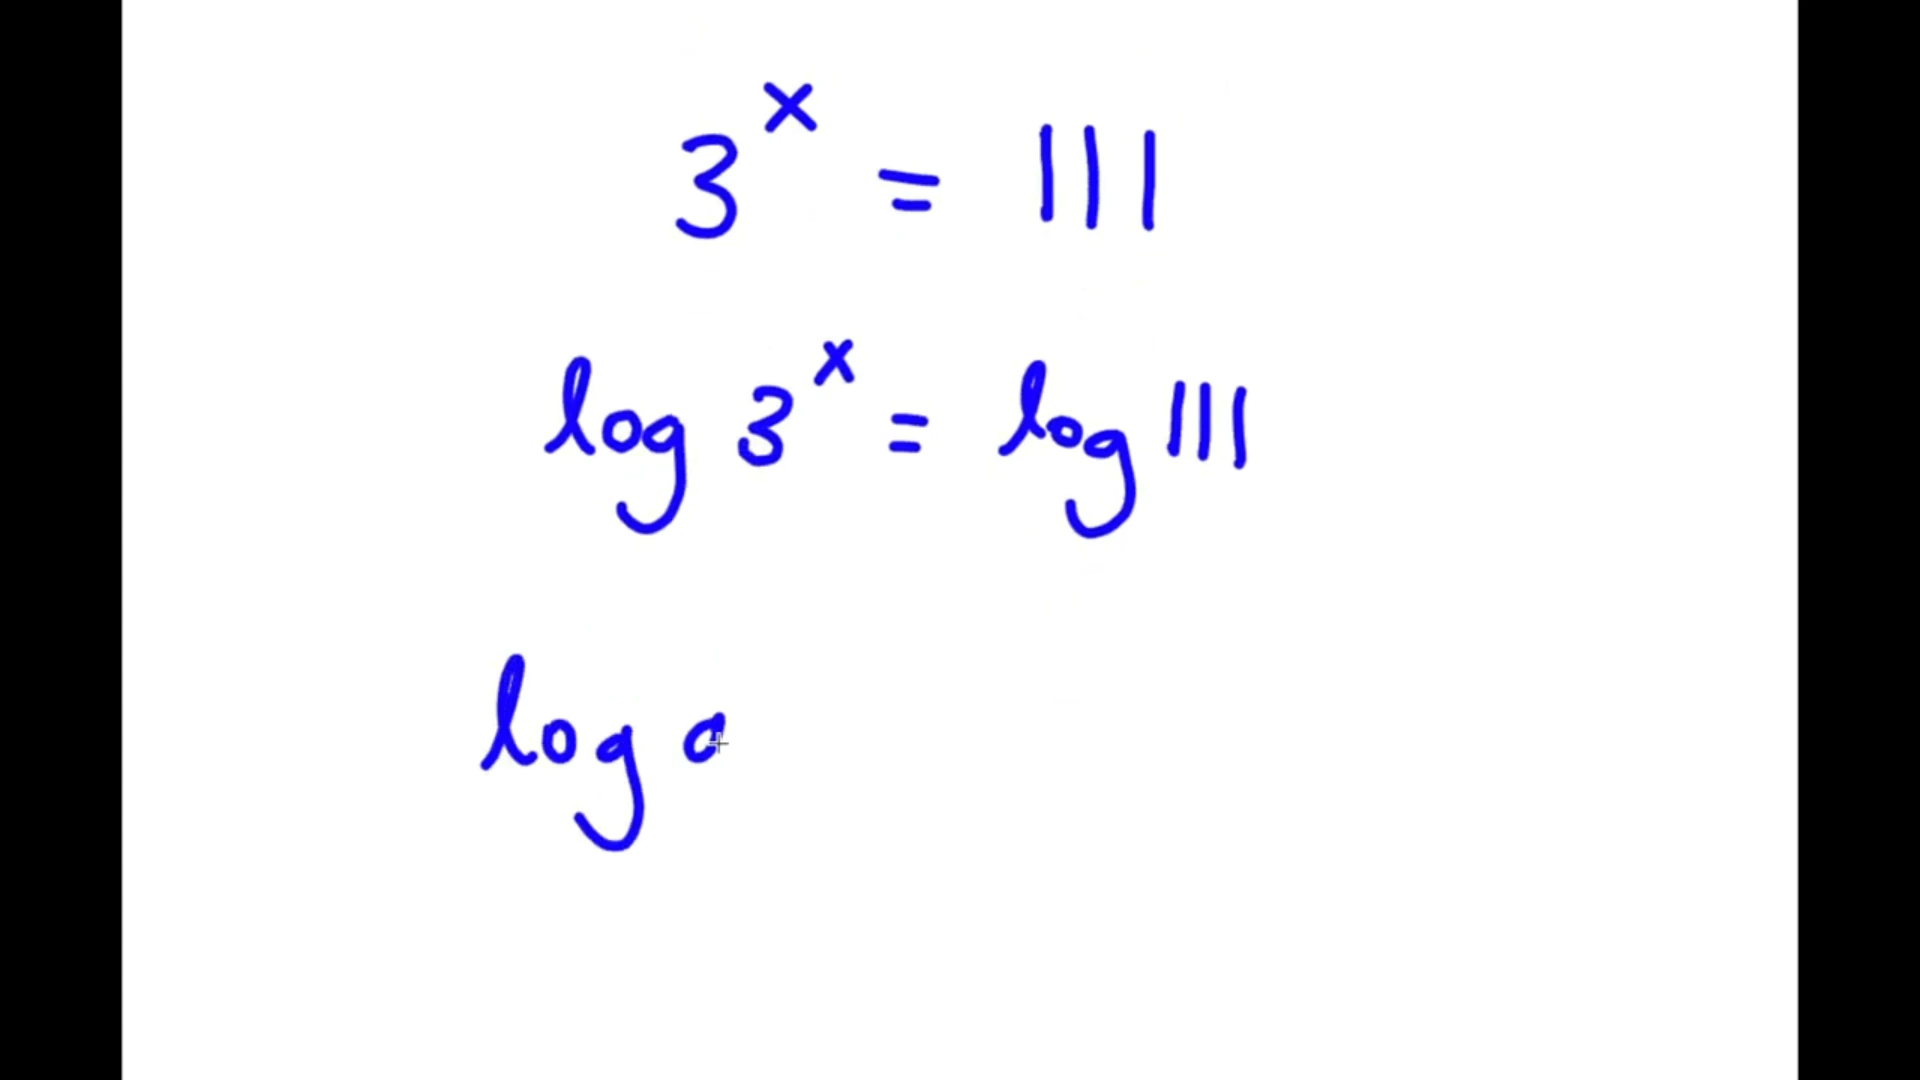 3^x = 111
log 3^x = log 111
log a